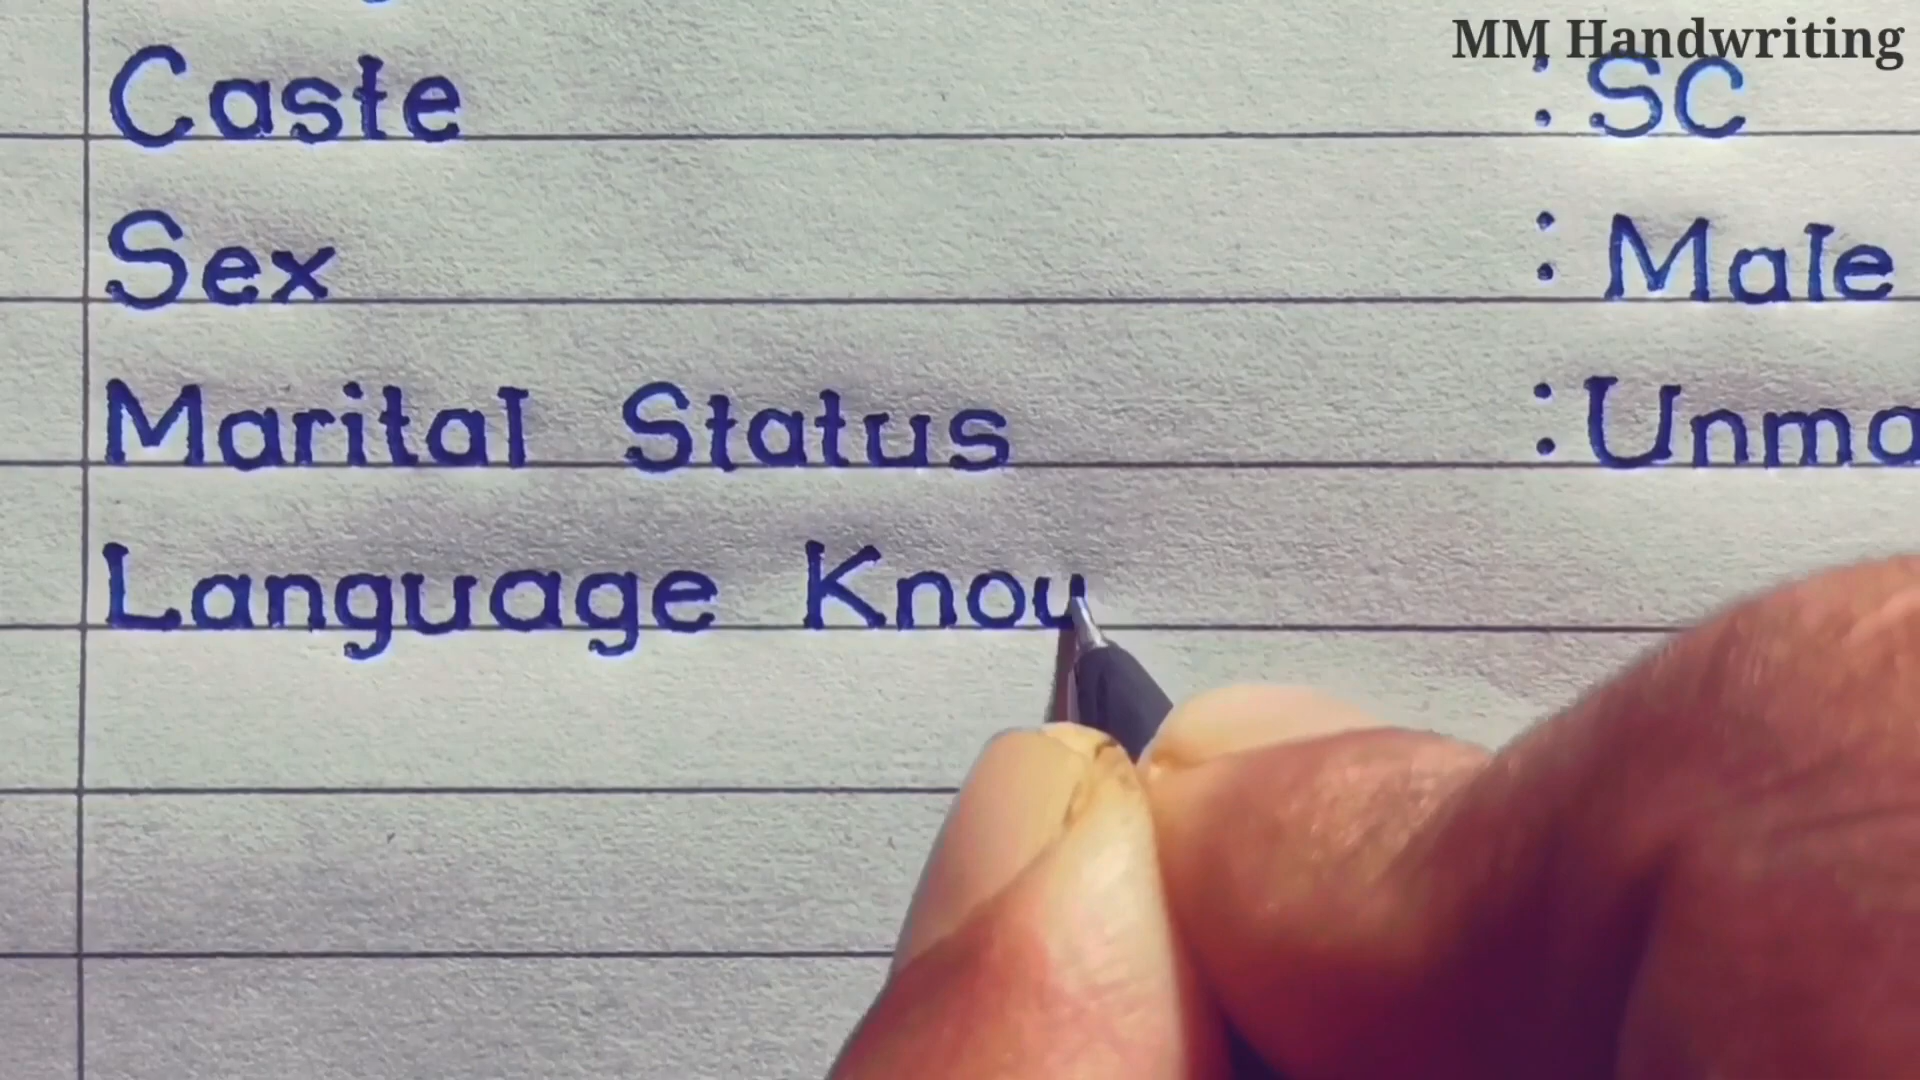 MM Handwriting
Caste : SC
Sex : Male
Marital Status : Unma
Language Knou